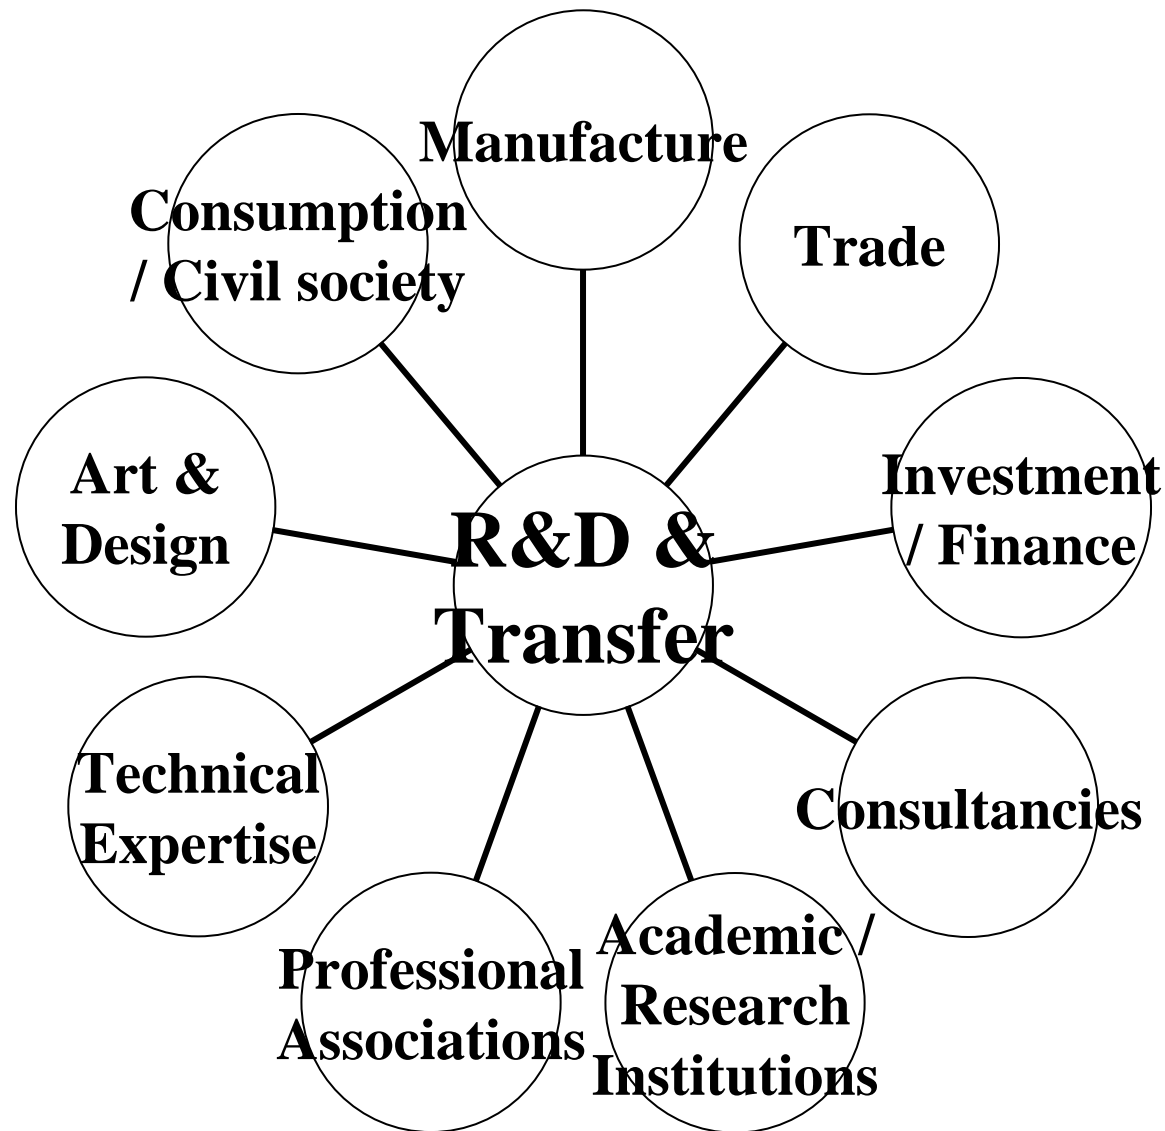 Manufacture
Trade
Investment
/ Finance
Consultancies
Academic /
Research
Institutions
Professional
Associations
Technical
Expertise
Art &
Design
Consumption
/ Civil society
R&D &
Transfer